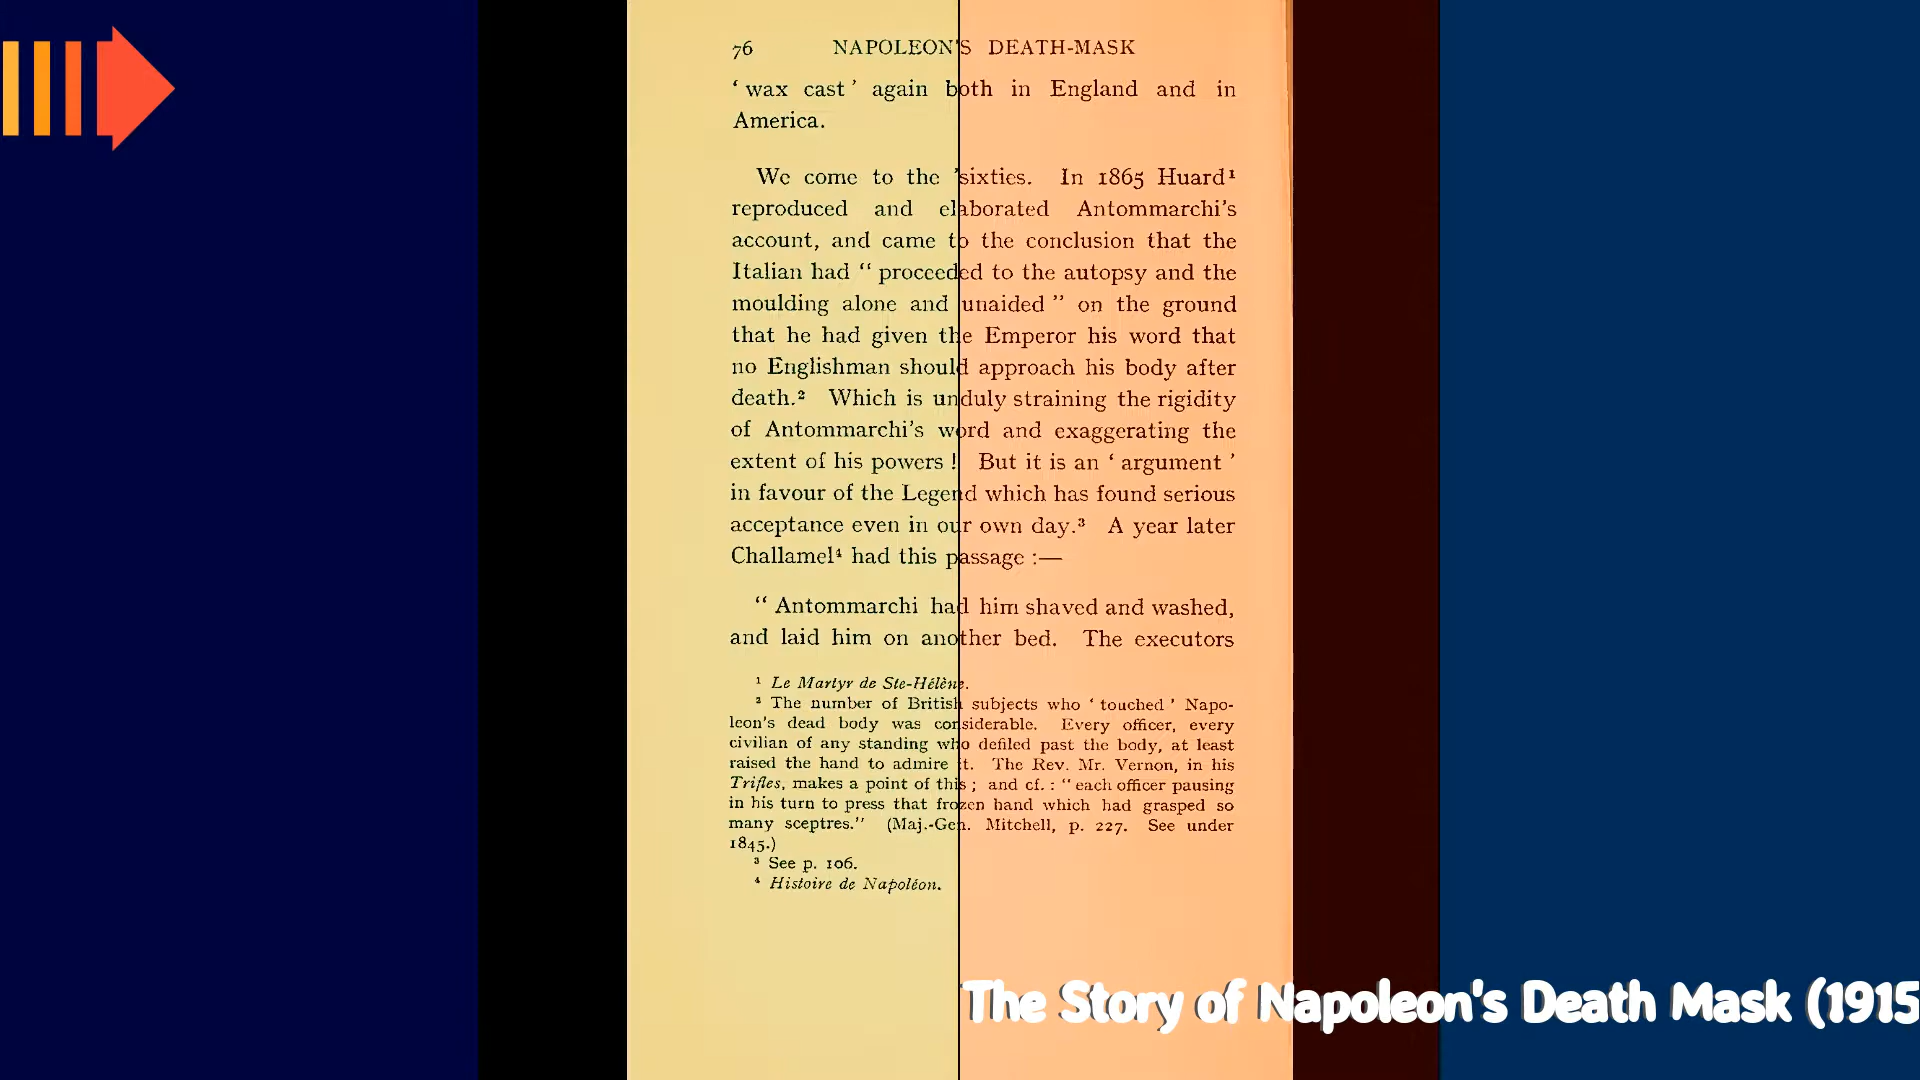 76 NAPOLEON'S DEATH-MASK
‘ wax cast ’ again both in England and in
America.
We come to the ’sixties. In 1865 Huard¹
reproduced and elaborated Antommarchi’s
account, and came to the conclusion that the
Italian had “ proceeded to the autopsy and the
moulding alone and unaided ” on the ground
that he had given the Emperor his word that
no Englishman should approach his body after
death.² Which is unduly straining the rigidity
of Antommarchi’s word and exaggerating the
extent of his powers ! But it is an ‘ argument ’
in favour of the Legend which has found serious
acceptance even in our own day.³ A year later
Challamel⁴ had this passage :—
“ Antommarchi had him shaved and washed,
and laid him on another bed. The executors
¹ Le Martyr de Ste-Hélène.
² The number of British subjects who ‘ touched ’ Napo-
leon’s dead body was considerable. Every officer, every
civilian of any standing who defiled past the body, at least
raised the hand to admire it. The Rev. Mr. Vernon, in his
Trifles, makes a point of this ; and cf. : “ each officer pausing
in his turn to press that frozen hand which had grasped so
many sceptres.” (Maj.-Gen. Mitchell, p. 227. See under
1845.)
³ See p. 106.
⁴ Histoire de Napoléon.
The Story of Napoleon's Death Mask (1915